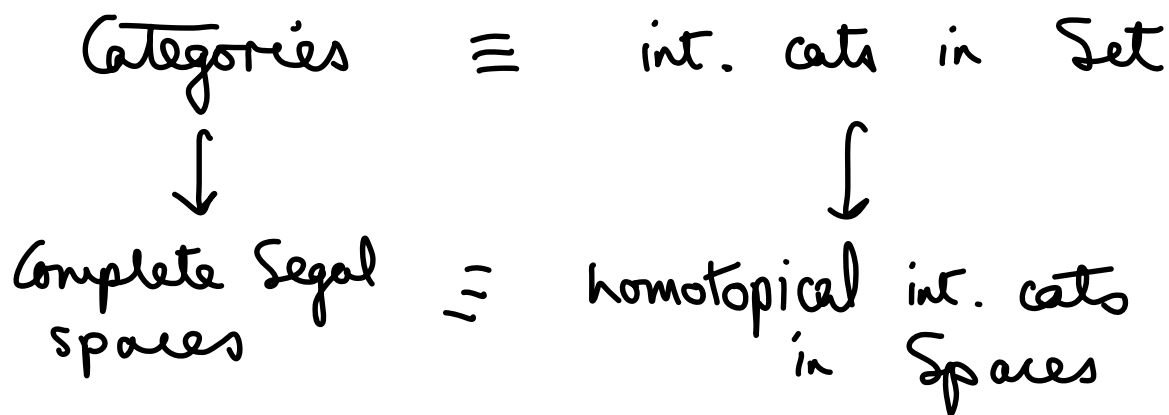 Categories ≡ int. cats in Set
Complete Segal ≡ homotopical int. cats
spaces in Spaces